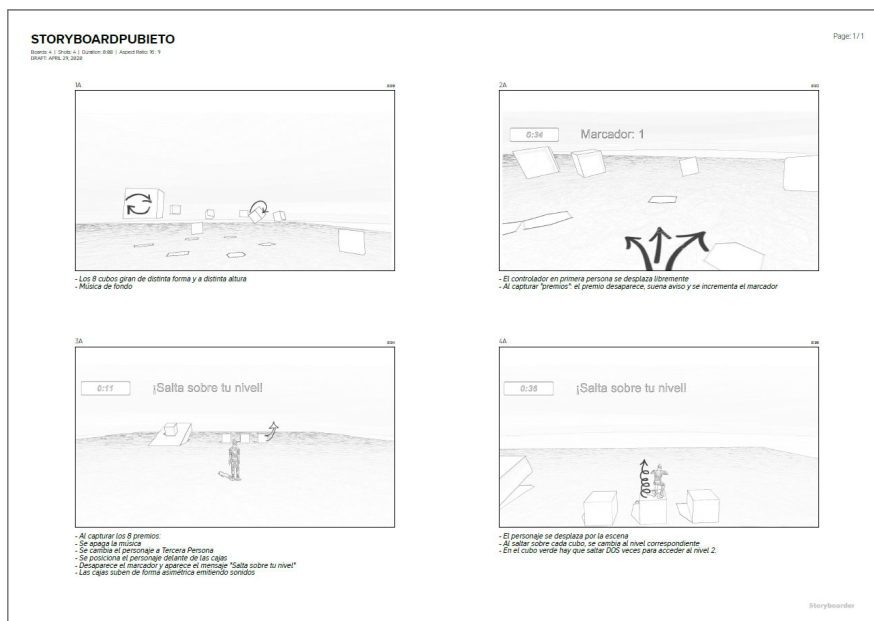 STORYBOARDPUBIETO
Boards: 4 | Shots: 4 | Duration: 0:08 | Aspect Ratio: 16 : 9
DRAFT: APRIL 29, 2020
Page: 1 / 1
1A
2A
0:34
Marcador: 1
- Los 8 cubos giran de distinta forma y a distinta altura
- Música de fondo
- El controlador en primera persona se desplaza libremente
- Al capturar "premios": el premio desaparece, suena aviso y se incrementa el marcador
3A
4A
0:11
¡Salta sobre tu nivel!
0:35
¡Salta sobre tu nivel!
- Al capturar los 8 premios:
- Se apaga la música
- Se cambia el personaje a Tercera Persona
- Se posiciona el personaje delante de las cajas
- Desaparece el marcador y aparece el mensaje "Salta sobre tu nivel"
- Las cajas suben de forma asimétrica emitiendo sonidos
- El personaje se desplaza por la escena
- Al saltar sobre cada cubo, se cambia al nivel correspondiente
- En el cubo verde hay que saltar DOS veces para acceder al nivel 2.
Storyboarder